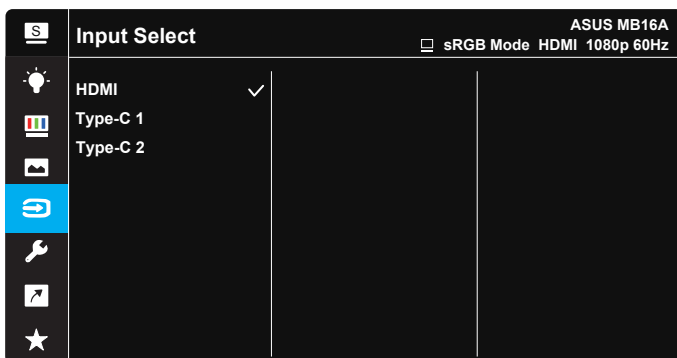 S
Input Select
ASUS MB16A
sRGB Mode HDMI 1080p 60Hz
HDMI
Type-C 1
Type-C 2